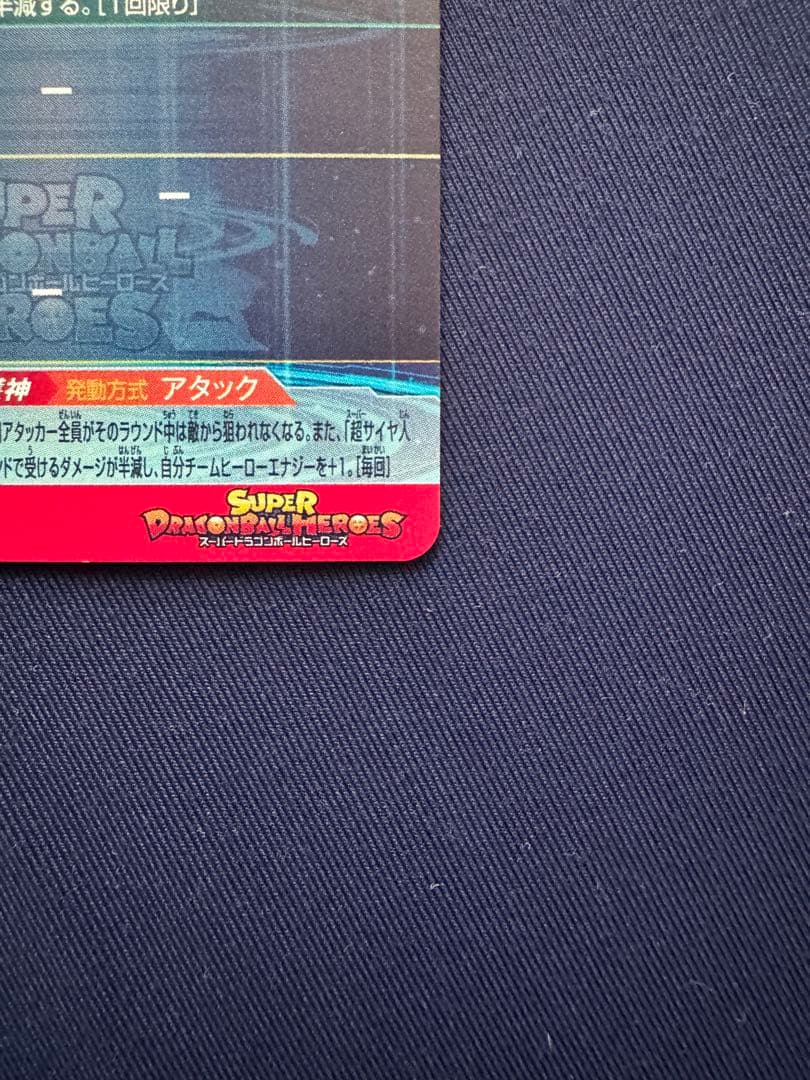 半減する。[1回限り]
SUPER
DRAGONBALL
ドラゴンボールヒーローズ
HEROES
神 発動方式 アタック
アタッカー全員がそのラウンド中は敵から狙われなくなる。また、「超サイヤ人
ドで受けるダメージが半減し、自分チームヒーローエナジーを+1。[毎回]
SUPER
DRAGONBALL HEROES
スーパードラゴンボールヒーローズ